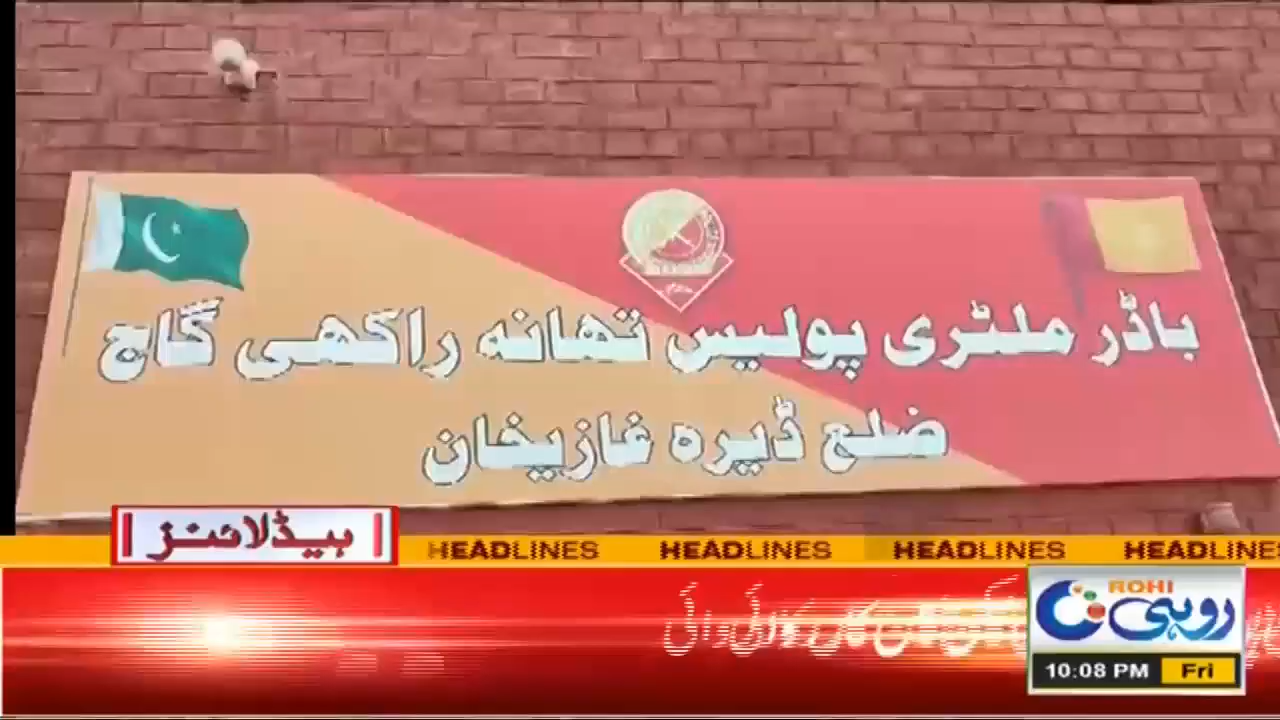 باڈر ملٹری پولیس تھانہ راکھی گاج
ضلع ڈیرہ غازیخان
ہیڈلائنز
HEADLINES HEADLINES HEADLINES HEADLINES
ROHI
روہی
10:08 PM Fri